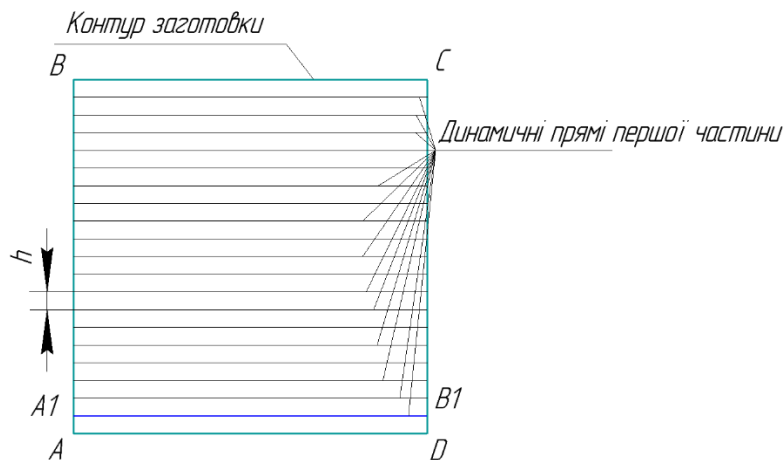 Контур заготовки
B
C
Динамичні прямі першої частини
h
A1
B1
A
D